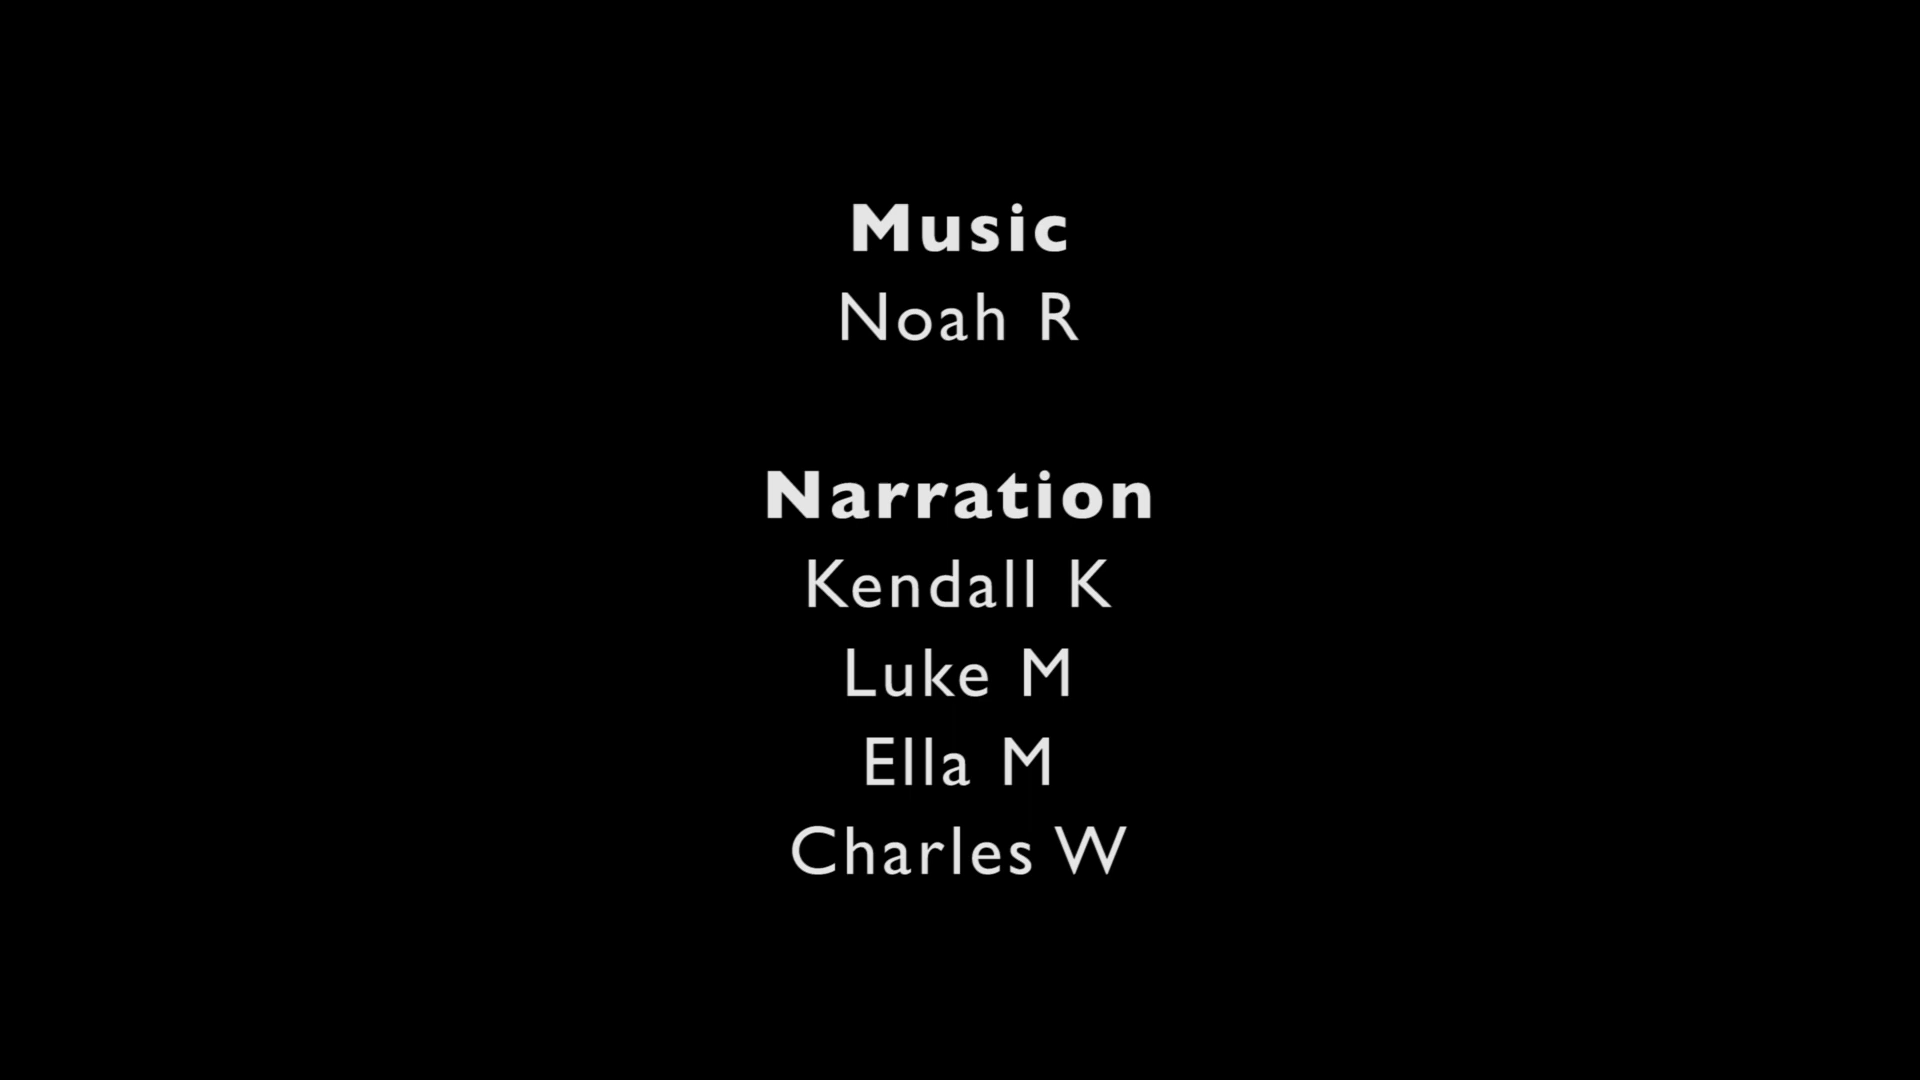 Music
Noah R
Narration
Kendall K
Luke M
Ella M
Charles W